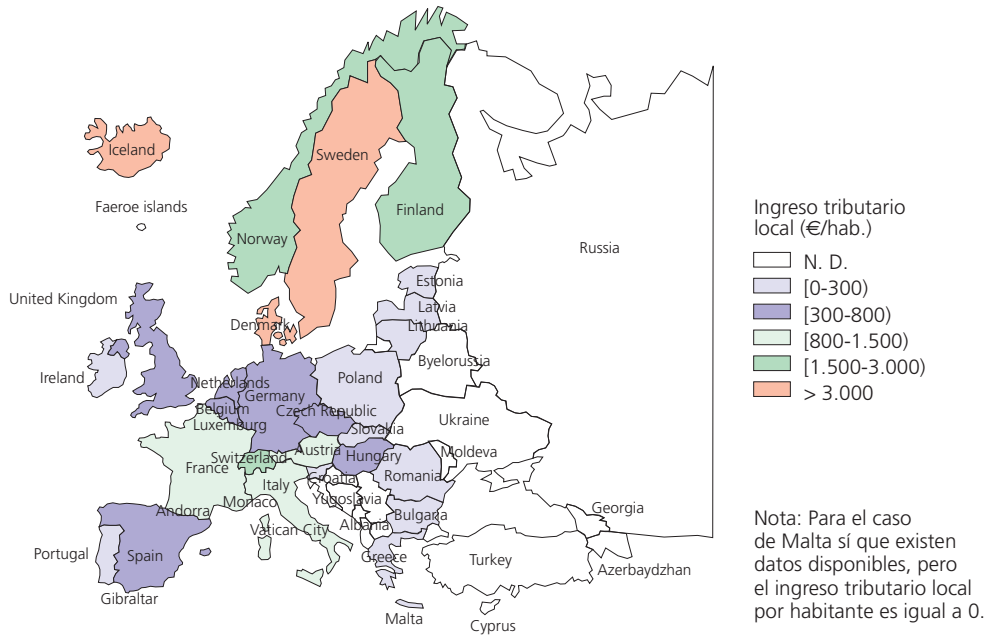 Iceland
Sweden
Faeroe islands
Finland
Norway
Russia
Estonia
United Kingdom
Latvia
Denmark
Lithuania
Byelorussia
Ireland
Poland
Netherlands
Germany
Belgium
Czech Republic
Luxemburg
Ukraine
Slovakia
Austria
Moldeva
Switzerland
Hungary
France
Romania
Croatia
Italy
Monaco
Yugoslavia
Andorra
Bulgaria
Georgia
Albania
Vatican City
Portugal
Spain
Greece
Turkey
Azerbaydzhan
Gibraltar
Malta
Cyprus
Ingreso tributario
local (€/hab.)
N. D.
[0-300)
[300-800)
[800-1.500)
[1.500-3.000)
> 3.000
Nota: Para el caso
de Malta sí que existen
datos disponibles, pero
el ingreso tributario local
por habitante es igual a 0.